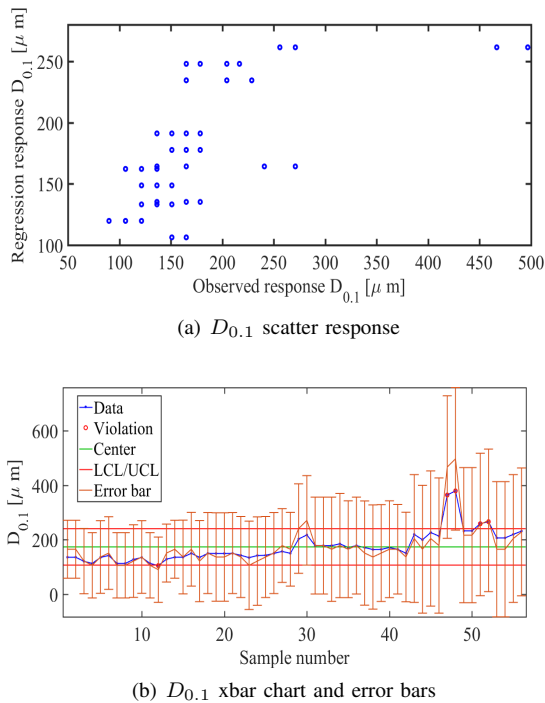 Regression response D0.1 [μ m]
250
200
150
100
50 100 150 200 250 300 350 400 450 500
Observed response D0.1 [μ m]
(a) D0.1 scatter response
D0.1 [μ m]
600
400
200
0
Data
Violation
Center
LCL/UCL
Error bar
10 20 30 40 50
Sample number
(b) D0.1 xbar chart and error bars